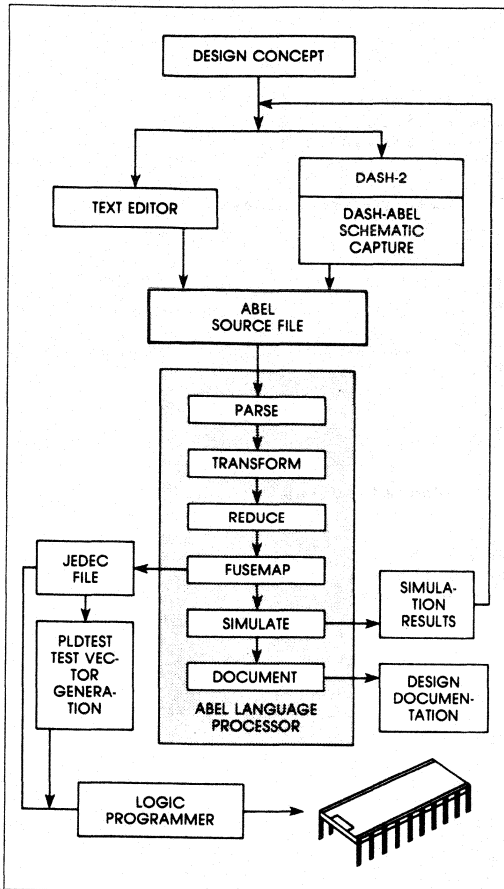 DESIGN CONCEPT
TEXT EDITOR
DASH-2
DASH-ABEL
SCHEMATIC
CAPTURE
ABEL
SOURCE FILE
PARSE
TRANSFORM
REDUCE
FUSEMAP
SIMULATE
DOCUMENT
ABEL LANGUAGE
PROCESSOR
JEDEC
FILE
PLDTEST
TEST VEC-
TOR
GENERA-
TION
SIMULA-
TION
RESULTS
DESIGN
DOCUMEN-
TATION
LOGIC
PROGRAMMER